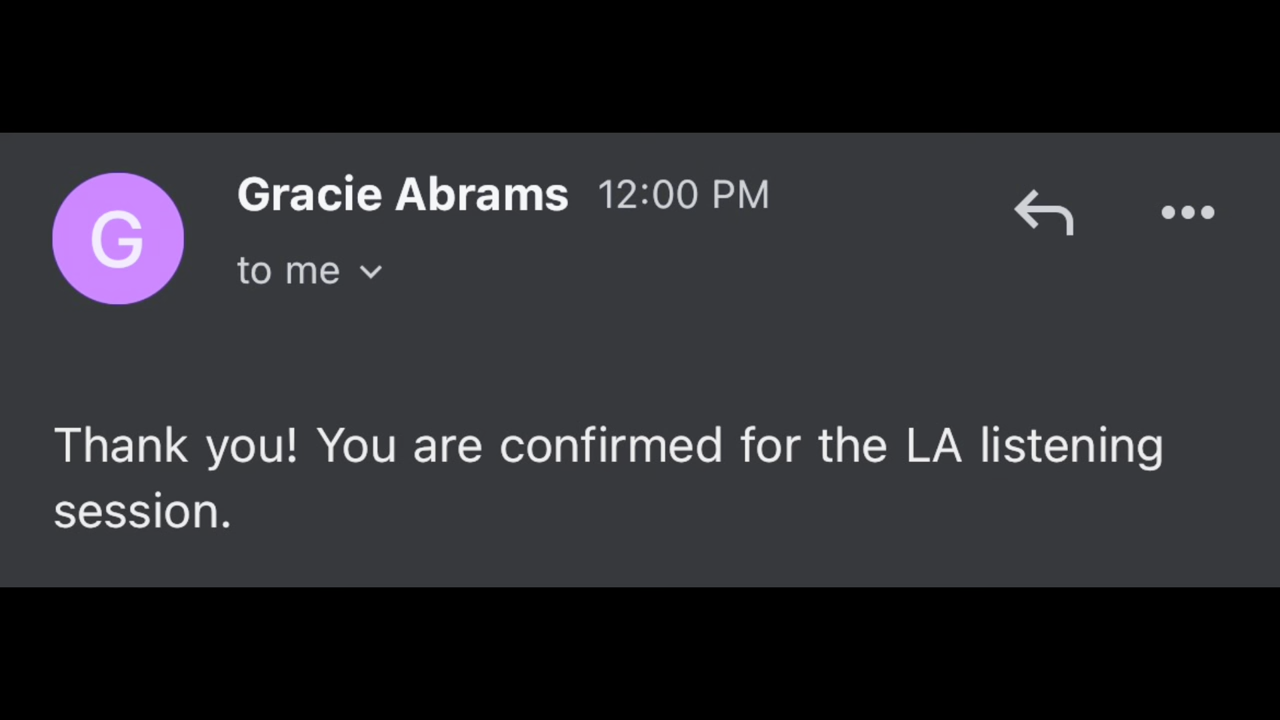 G
Gracie Abrams 12:00 PM
to me
Thank you! You are confirmed for the LA listening
session.